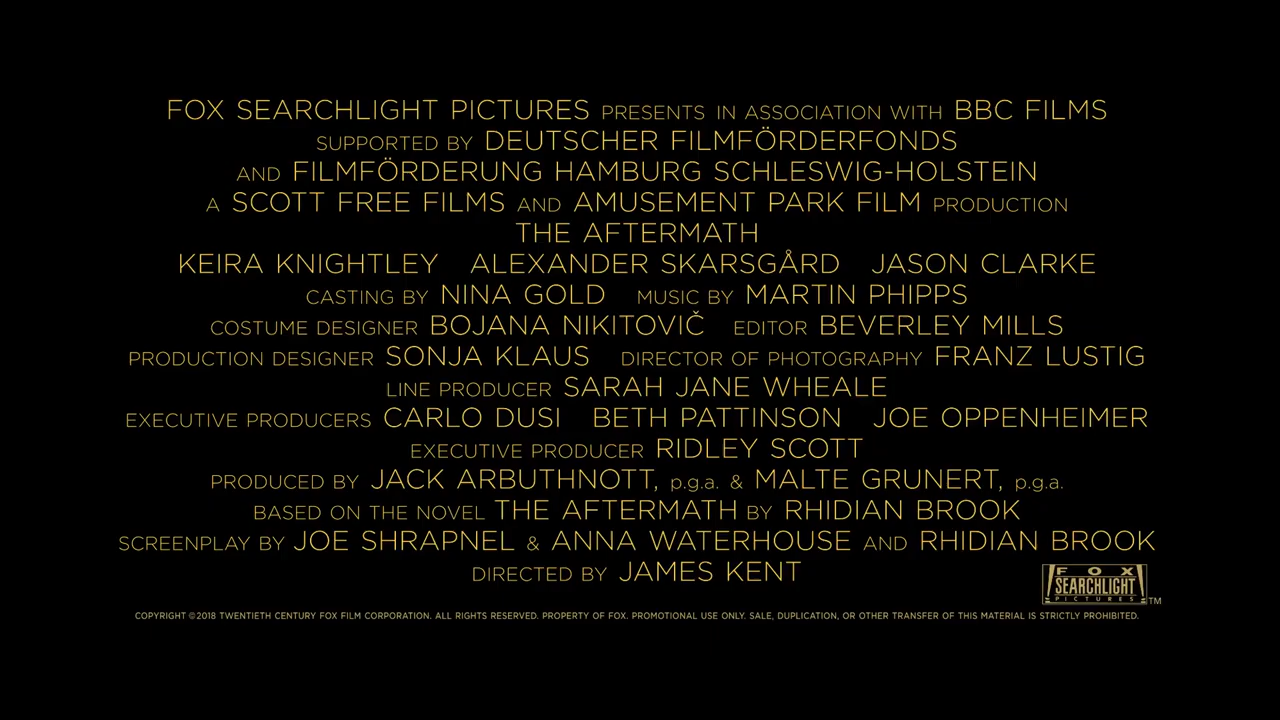 FOX SEARCHLIGHT PICTURES PRESENTS IN ASSOCIATION WITH BBC FILMS
SUPPORTED BY DEUTSCHER FILMFÖRDERFONDS
AND FILMFÖRDERUNG HAMBURG SCHLESWIG-HOLSTEIN
A SCOTT FREE FILMS AND AMUSEMENT PARK FILM PRODUCTION
THE AFTERMATH
KEIRA KNIGHTLEY ALEXANDER SKARSGÅRD JASON CLARKE
CASTING BY NINA GOLD MUSIC BY MARTIN PHIPPS
COSTUME DESIGNER BOJANA NIKITOVIČ EDITOR BEVERLEY MILLS
PRODUCTION DESIGNER SONJA KLAUS DIRECTOR OF PHOTOGRAPHY FRANZ LUSTIG
LINE PRODUCER SARAH JANE WHEALE
EXECUTIVE PRODUCERS CARLO DUSI BETH PATTINSON JOE OPPENHEIMER
EXECUTIVE PRODUCER RIDLEY SCOTT
PRODUCED BY JACK ARBUTHNOTT, p.g.a. & MALTE GRUNERT, p.g.a.
BASED ON THE NOVEL THE AFTERMATH BY RHIDIAN BROOK
SCREENPLAY BY JOE SHRAPNEL & ANNA WATERHOUSE AND RHIDIAN BROOK
DIRECTED BY JAMES KENT
FOX
SEARCHLIGHT
PICTURES ™
COPYRIGHT ©2018 TWENTIETH CENTURY FOX FILM CORPORATION. ALL RIGHTS RESERVED. PROPERTY OF FOX. PROMOTIONAL USE ONLY. SALE, DUPLICATION, OR OTHER TRANSFER OF THIS MATERIAL IS STRICTLY PROHIBITED.